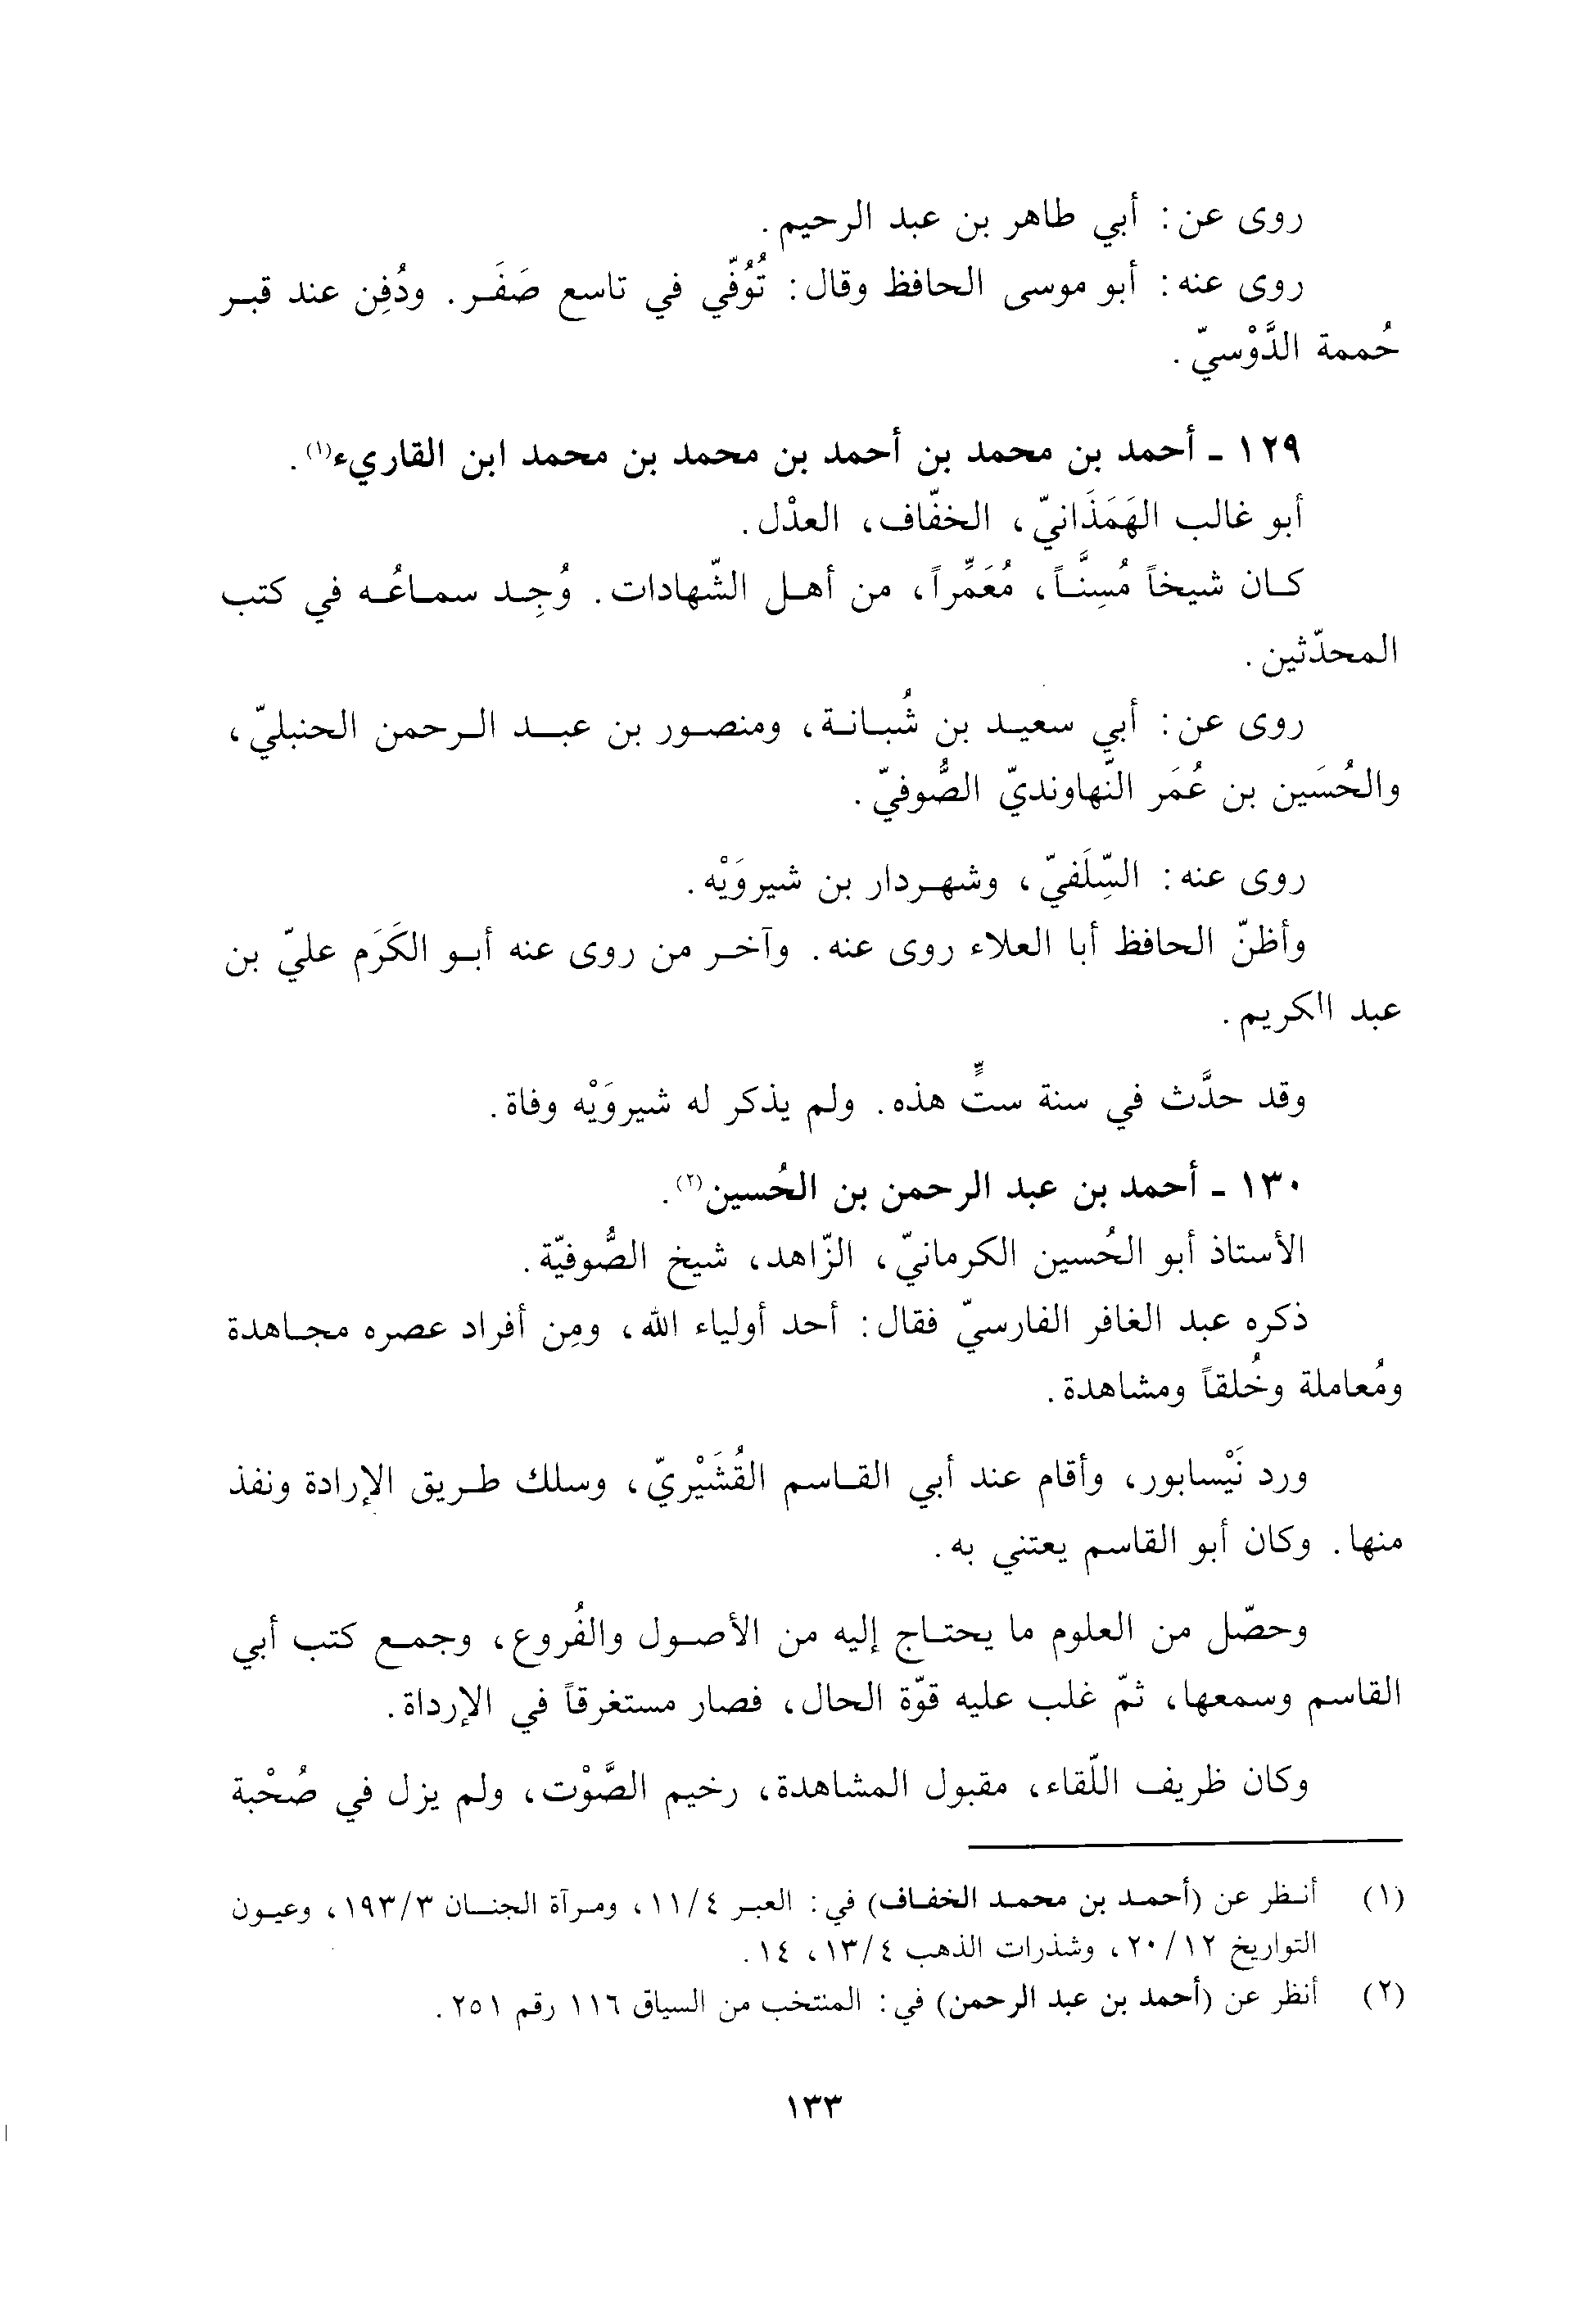 روى عن: أبي طاهر بن عبد الرحيم.
روى عنه: أبو موسى الحافظ وقال: تُوُفّي في تاسع صَفَر. ودُفِن عند قبر
حُممة الدَّوْسيّ.
١٢٩ ـ أحمد بن محمد بن أحمد بن محمد بن محمد ابن القاريء(١).
أبو غالب الهَمَذَانيّ، الخفّاف، العدْل.
كان شيخاً مُسِنَّاً، مُعَمِّراً، من أهل الشّهادات. وُجِد سماعُه في كتب
المحدّثين.
روى عن: أبي سعيد بن شُبانة، ومنصور بن عبد الرحمن الحنبليّ،
والحُسَين بن عُمَر النّهاونديّ الصُّوفيّ.
روى عنه: السِّلَفيّ، وشهردار بن شيروَيْه.
وأظنّ الحافظ أبا العلاء روى عنه. وآخر من روى عنه أبو الكَرَم عليّ بن
عبد الكريم.
وقد حدَّث في سنة ستٍّ هذه. ولم يذكر له شيروَيْه وفاة.
١٣٠ ـ أحمد بن عبد الرحمن بن الحُسين(٢).
الأستاذ أبو الحُسين الكرمانيّ، الزّاهد، شيخ الصُّوفيّة.
ذكره عبد الغافر الفارسيّ فقال: أحد أولياء الله، ومِن أفراد عصره مجاهدة
ومُعاملة وخُلقاً ومشاهدة.
ورد نَيْسابور، وأقام عند أبي القاسم القُشَيْريّ، وسلك طريق الإرادة ونفذ
منها. وكان أبو القاسم يعتني به.
وحصّل من العلوم ما يحتاج إليه من الأصول والفُروع، وجمع كتب أبي
القاسم وسمعها، ثمّ غلب عليه قوّة الحال، فصار مستغرقاً في الإرداة.
وكان ظريف اللّقاء، مقبول المشاهدة، رخيم الصَّوْت، ولم يزل في صُحْبة
(١) أنظر عن (أحمد بن محمد الخفاف) في: العبر ١١/٤، ومرآة الجنان ١٩٣/٣، وعيون
التواريخ ٢٠/١٢، وشذرات الذهب ١٣/٤، ١٤.
(٢) أنظر عن (أحمد بن عبد الرحمن) في: المنتخب من السياق ١١٦ رقم ٢٥١.
١٣٣